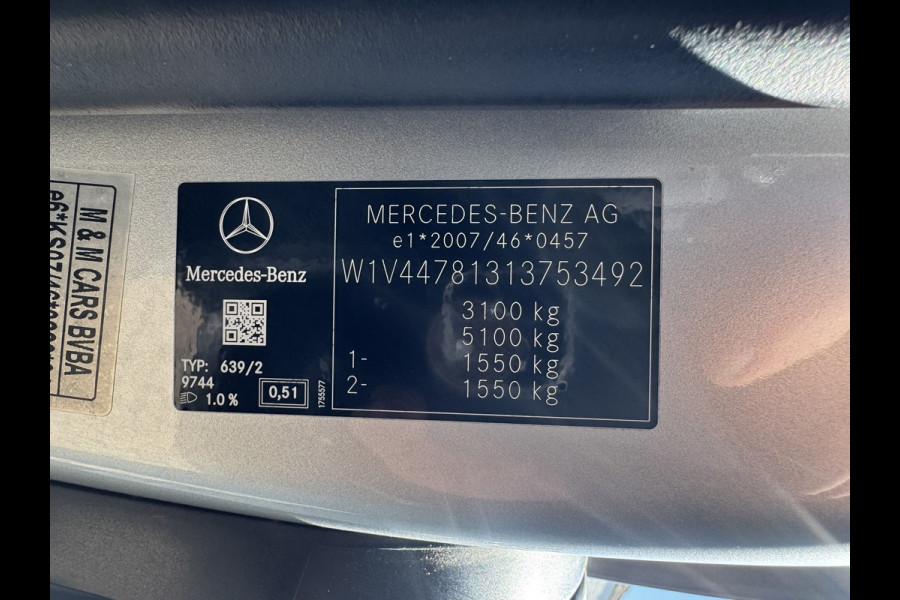 M & M CARS BVBA
Mercedes-Benz
TYP: 639/2
9744
1.0 %
0,51
1755577
MERCEDES-BENZ AG
e1*2007/46*0457
W1V44781313753492
3100 kg
5100 kg
1- 1550 kg
2- 1550 kg